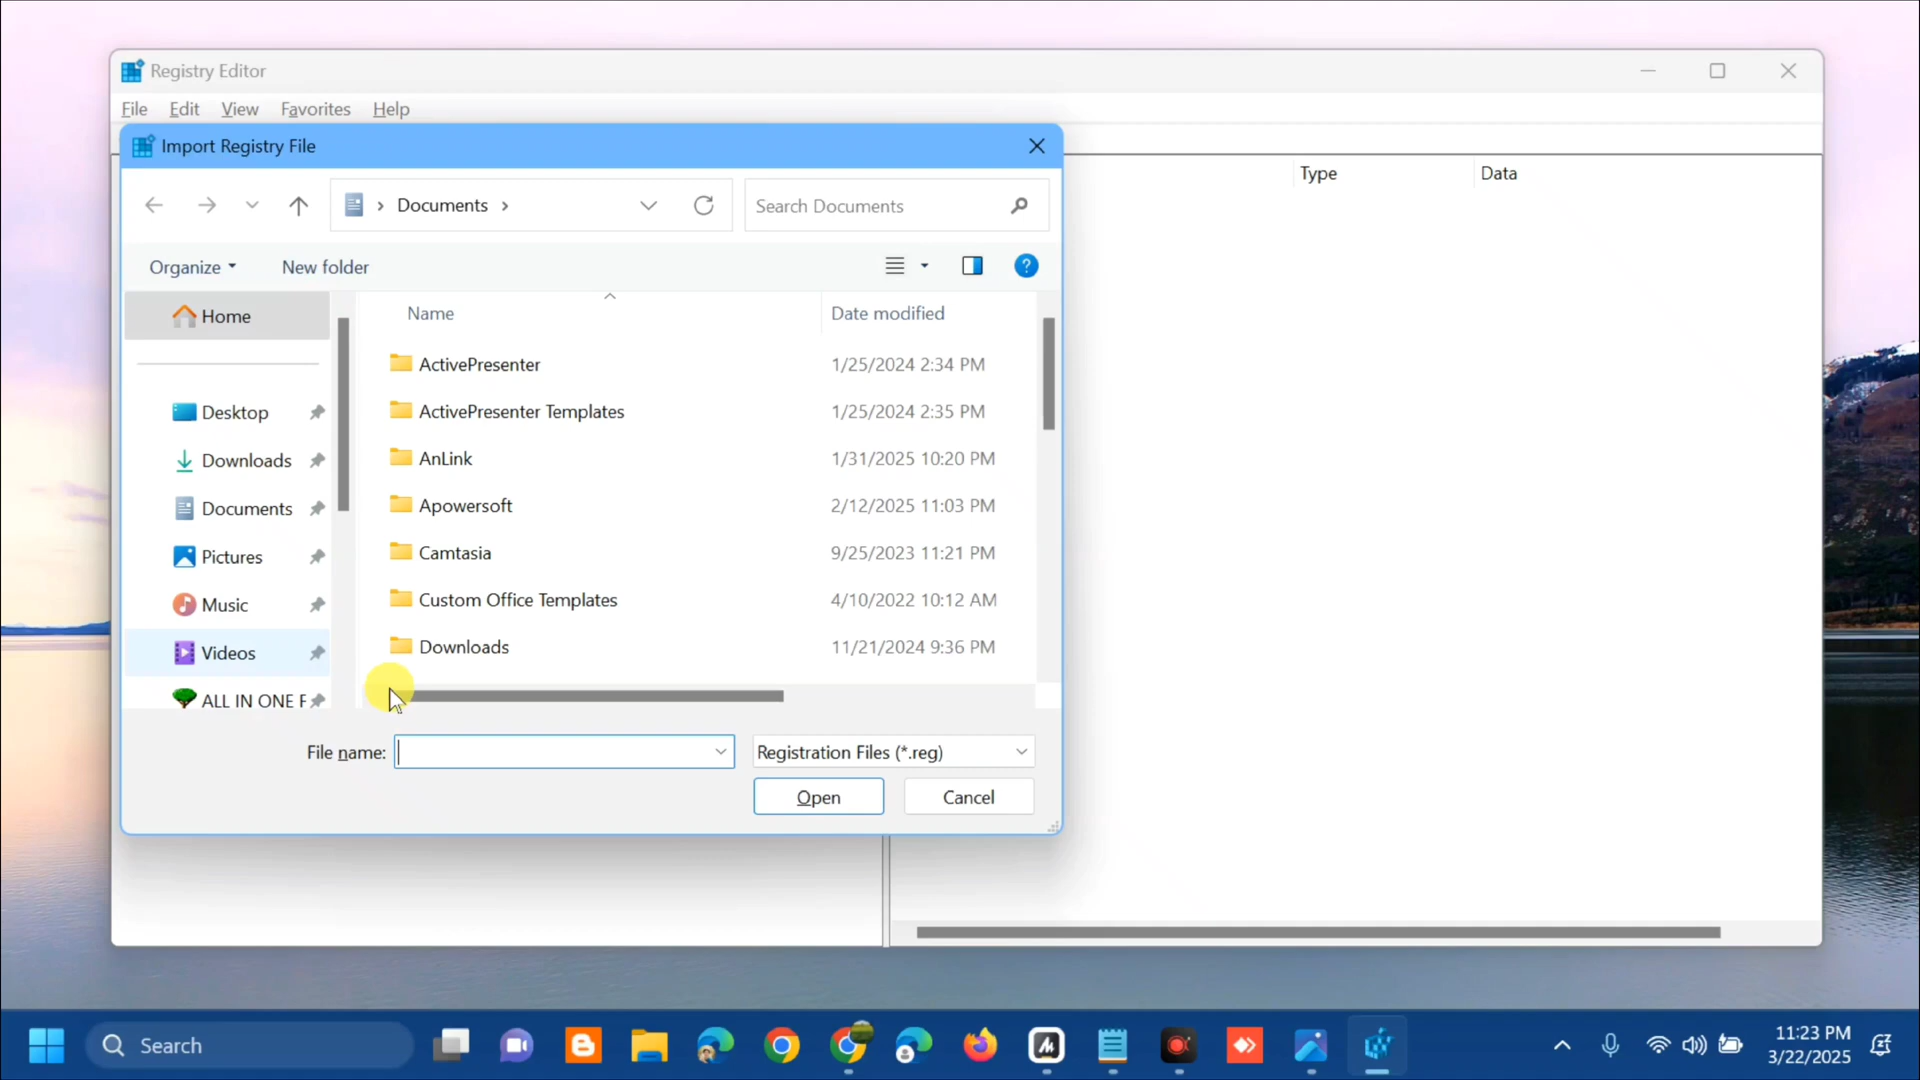 Registry Editor
File Edit View Favorites Help
Import Registry File
Type Data
Documents
Search Documents
Organize New folder
Name Date modified
Home
ActivePresenter 1/25/2024 2:34 PM
Desktop
ActivePresenter Templates 1/25/2024 2:35 PM
Downloads
AnLink 1/31/2025 10:20 PM
Documents
Apowersoft 2/12/2025 11:03 PM
Pictures
Camtasia 9/25/2023 11:21 PM
Music
Custom Office Templates 4/10/2022 10:12 AM
Videos
Downloads 11/21/2024 9:36 PM
ALL IN ONE F
File name: Registration Files (*.reg)
Open Cancel
Search
11:23 PM
3/22/2025